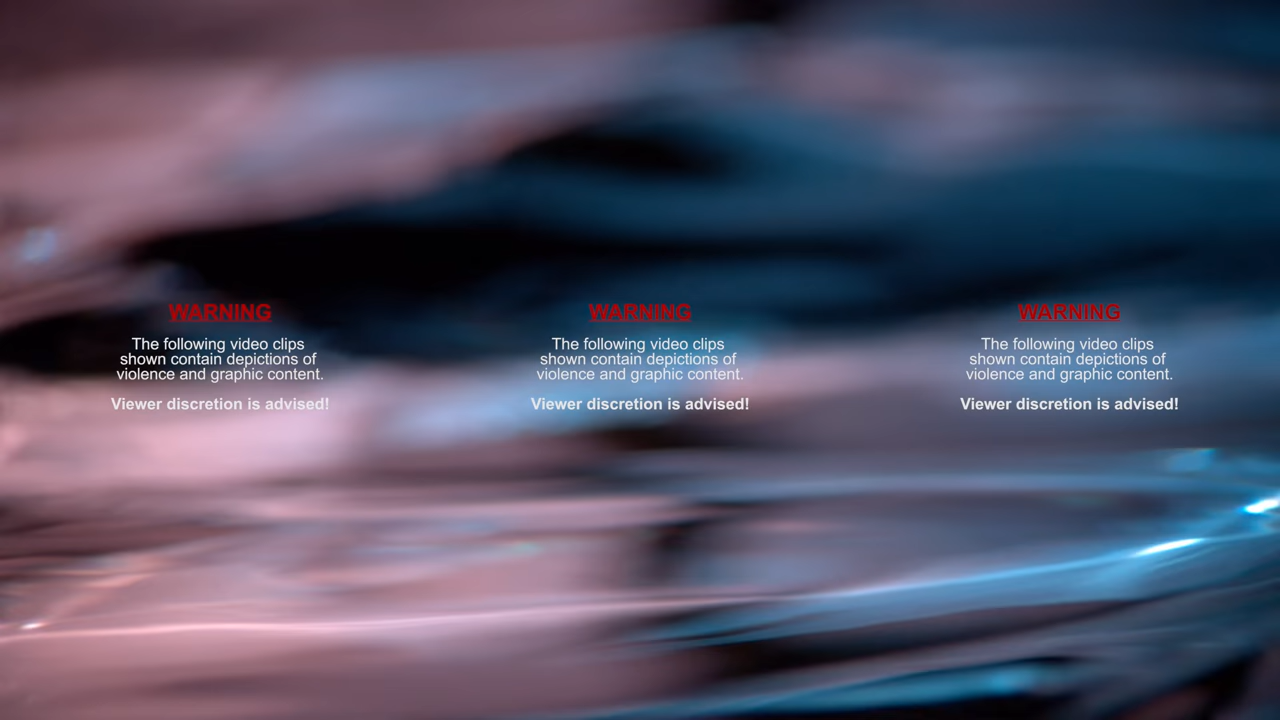 WARNING
The following video clips
shown contain depictions of
violence and graphic content.
Viewer discretion is advised!
WARNING
The following video clips
shown contain depictions of
violence and graphic content.
Viewer discretion is advised!
WARNING
The following video clips
shown contain depictions of
violence and graphic content.
Viewer discretion is advised!